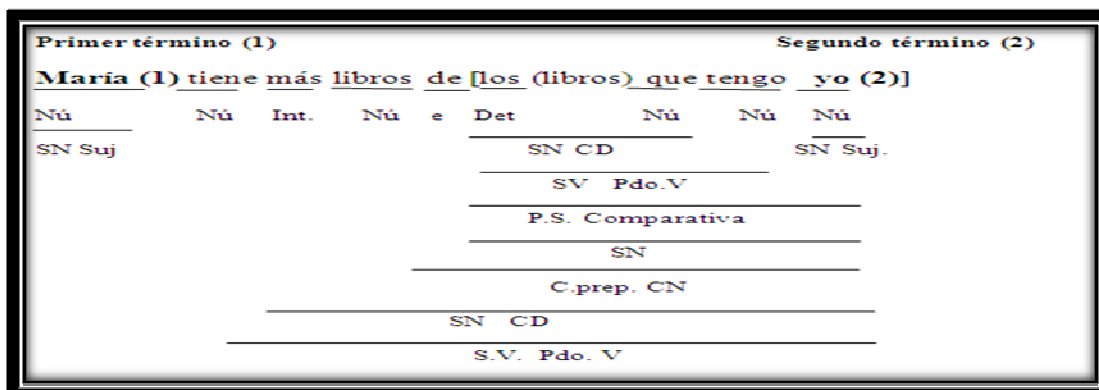 Primer término (1) Segundo término (2)
María (1) tiene más libros de [los (libros) que tengo yo (2)]
Nú Nú Int. Nú e Det Nú Nú Nú
SN Suj SN CD SN Suj.
SV Pdo.V
P.S. Comparativa
SN
C.prep. CN
SN CD
S.V. Pdo. V